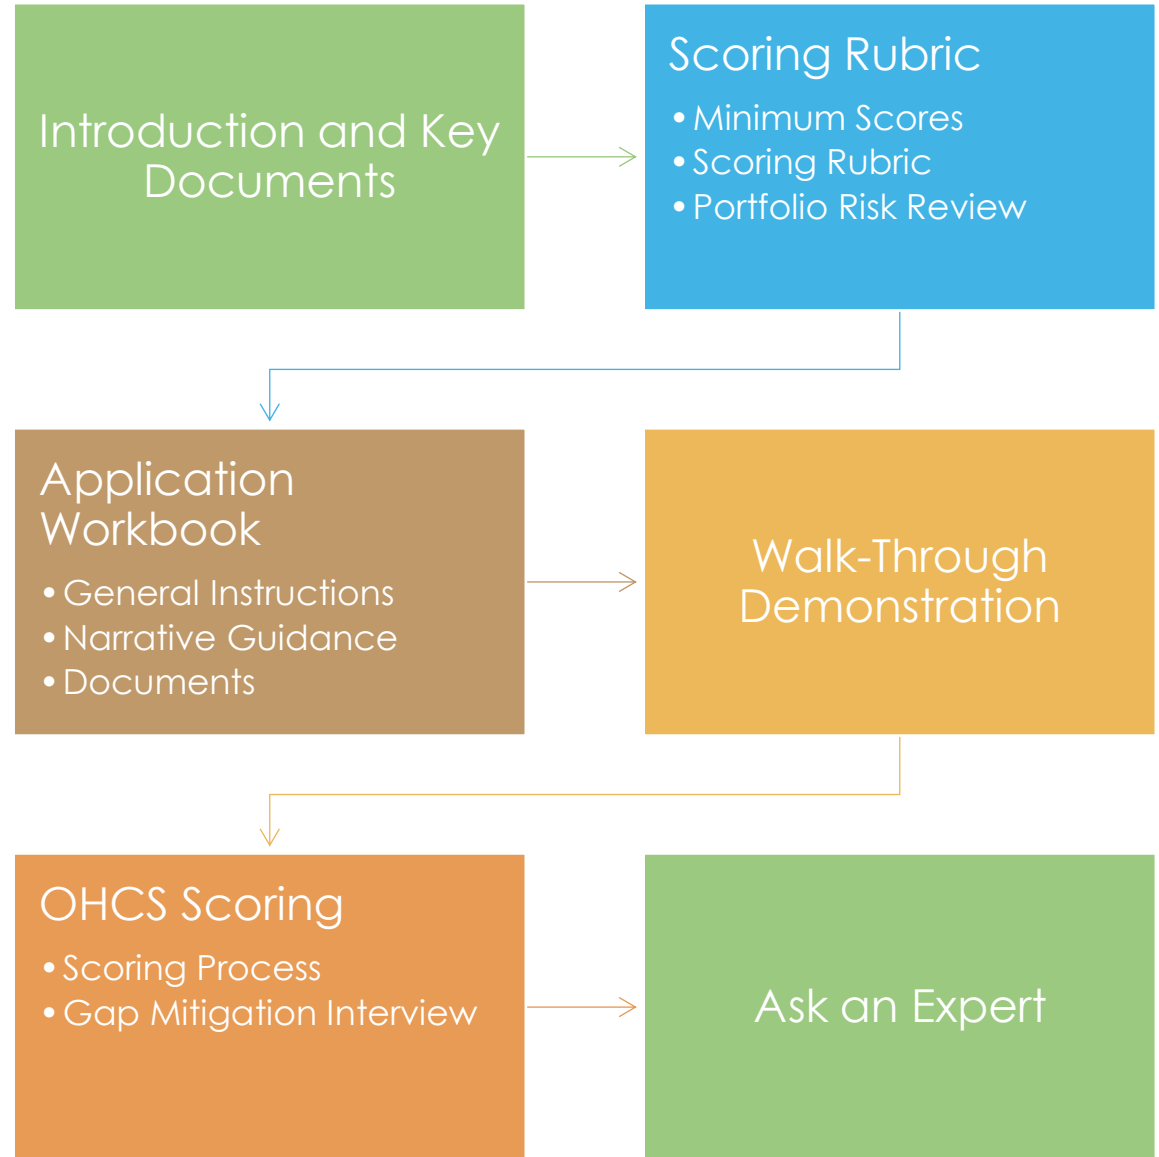 Introduction and Key
Documents
Scoring Rubric
• Minimum Scores
• Scoring Rubric
• Portfolio Risk Review
Application
Workbook
• General Instructions
• Narrative Guidance
• Documents
Walk-Through
Demonstration
OHCS Scoring
• Scoring Process
• Gap Mitigation Interview
Ask an Expert